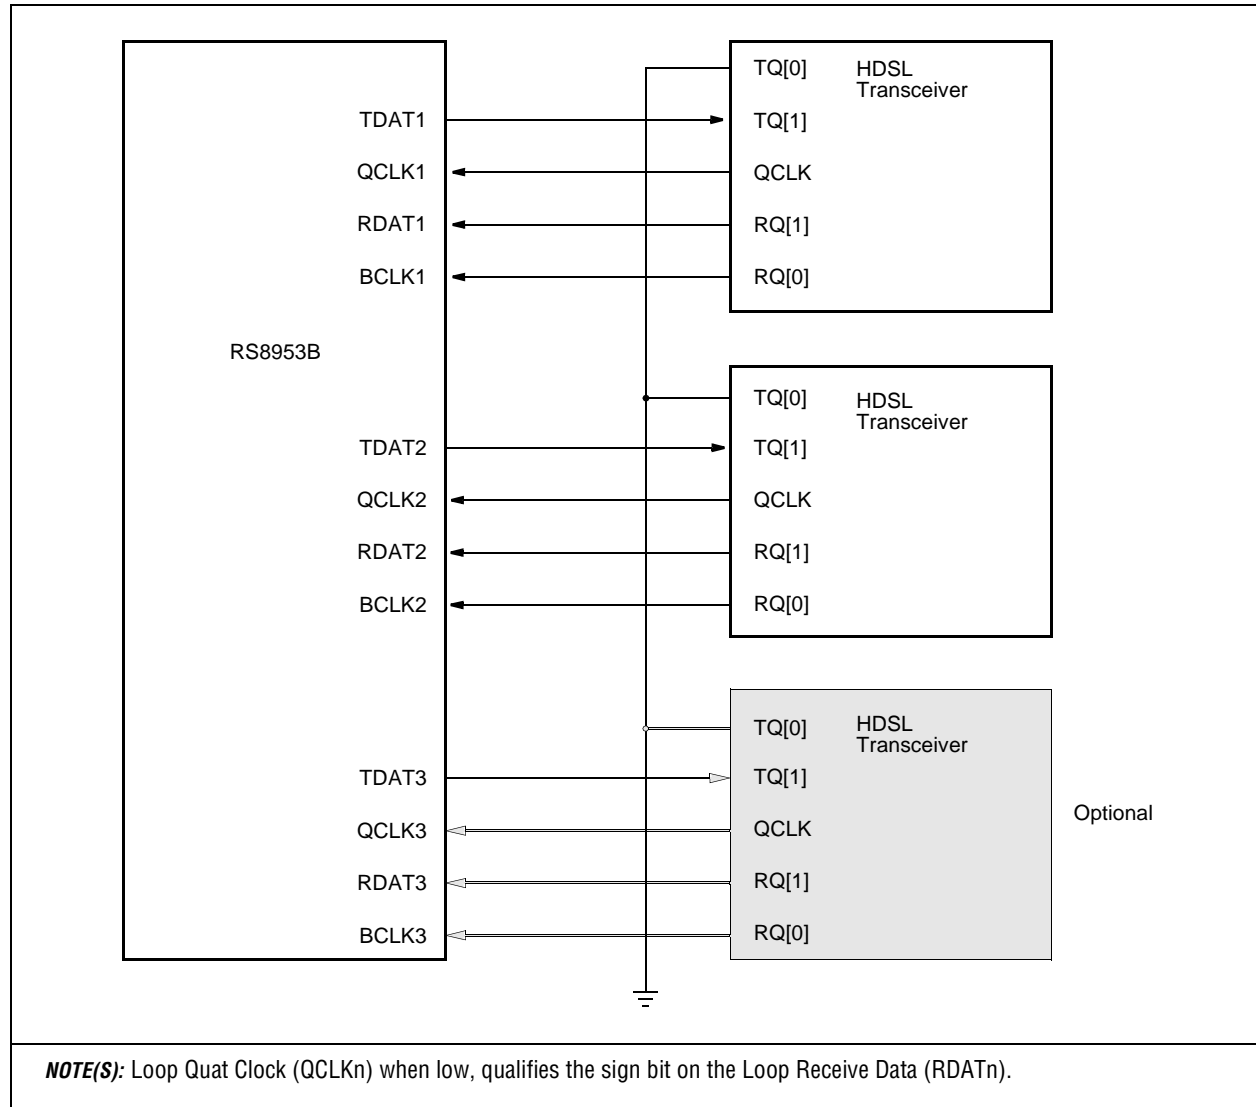 TQ[0]
HDSL
Transceiver
TDAT1
TQ[1]
QCLK1
QCLK
RDAT1
RQ[1]
BCLK1
RQ[0]
RS8953B
TQ[0]
HDSL
Transceiver
TDAT2
TQ[1]
QCLK2
QCLK
RDAT2
RQ[1]
BCLK2
RQ[0]
TQ[0]
HDSL
Transceiver
TDAT3
TQ[1]
Optional
QCLK3
QCLK
RDAT3
RQ[1]
BCLK3
RQ[0]
NOTE(S): Loop Quat Clock (QCLKn) when low, qualifies the sign bit on the Loop Receive Data (RDATn).